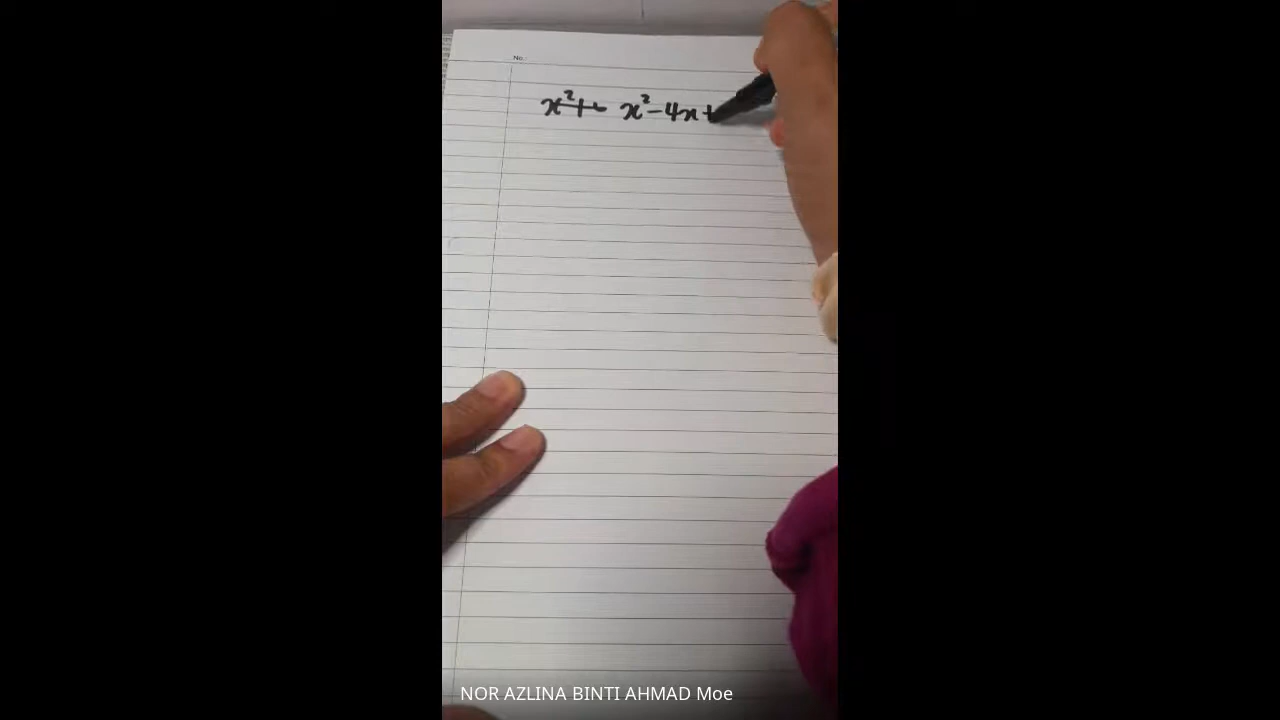 No.
x² + x² - 4x +
NOR AZLINA BINTI AHMAD Moe